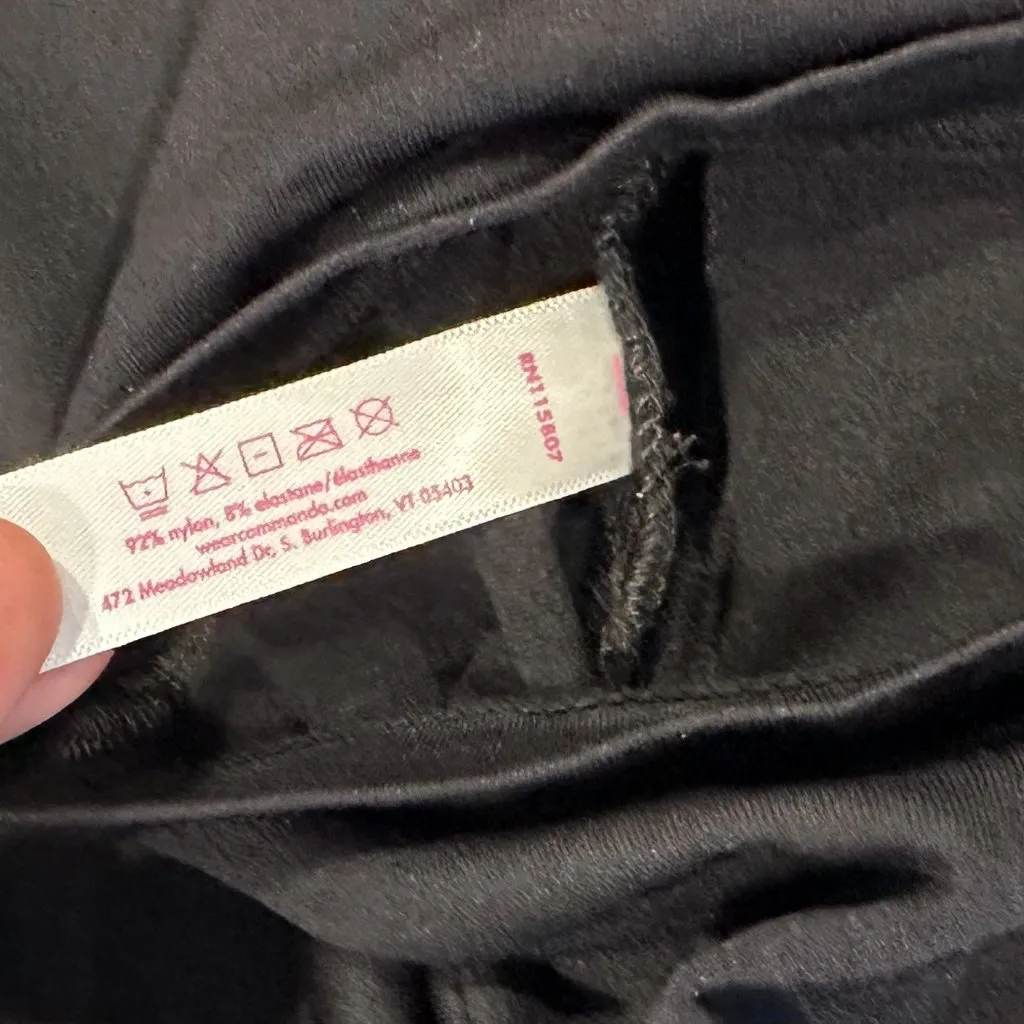 92% nylon, 8% elastane/élasthanne
wearcommando.com
472 Meadowland Dr, S. Burlington, VT 05403
RN115807